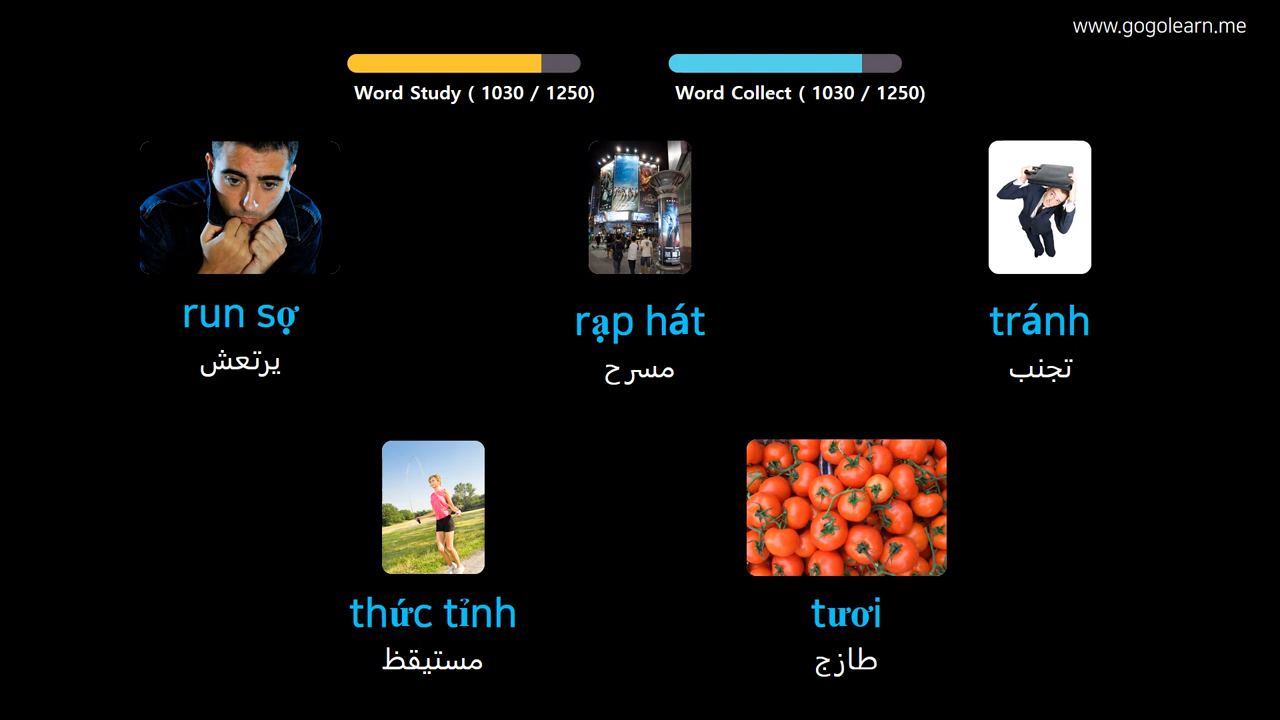 www.gogolearn.me
Word Study ( 1030 / 1250)
Word Collect ( 1030 / 1250)
run sợ
يرتعش
rạp hát
مسرح
tránh
تجنب
thức tỉnh
مستيقظ
tươi
طازج